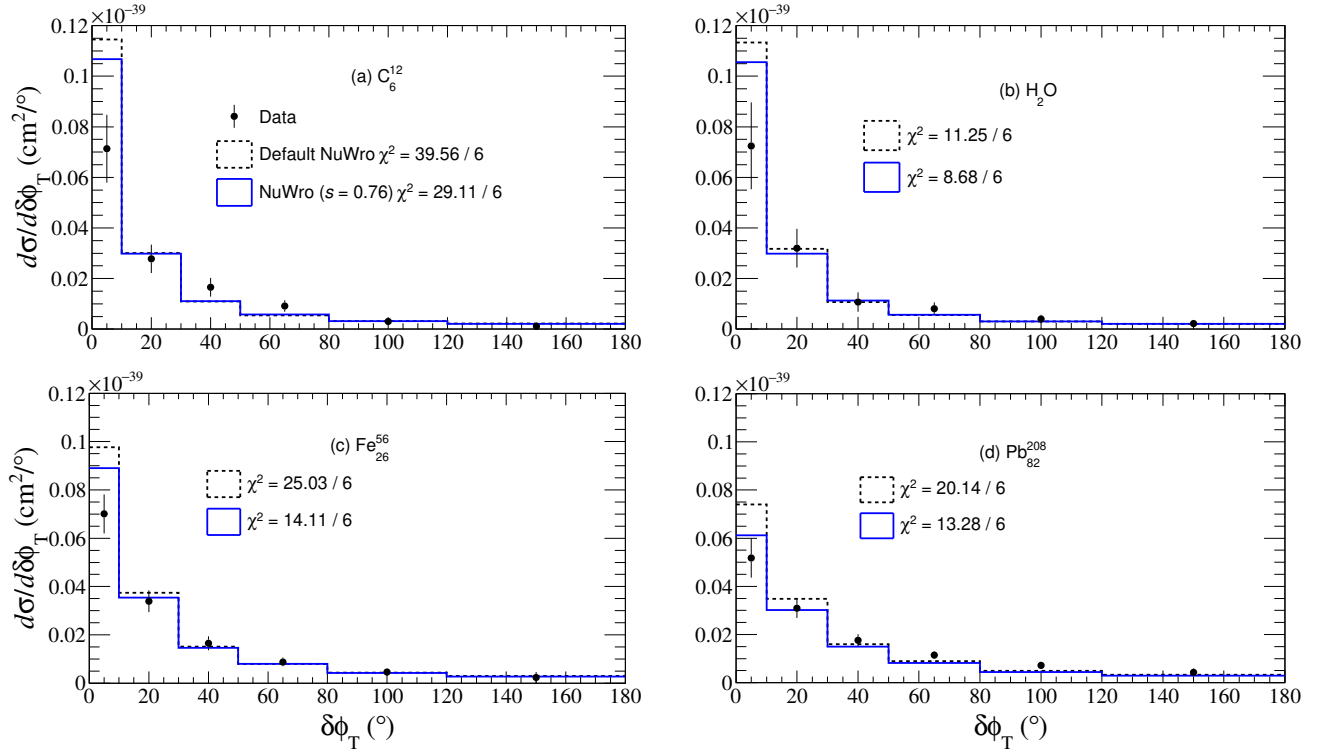 ×10⁻³⁹
0.12
0.1
0.08
0.06
0.04
0.02
0
dσ/dδϕ_T (cm²/°)
(a) C₆¹²
Data
Default NuWro χ² = 39.56 / 6
NuWro (s = 0.76) χ² = 29.11 / 6
0 20 40 60 80 100 120 140 160 180
×10⁻³⁹
0.12
0.1
0.08
0.06
0.04
0.02
0
(b) H₂O
χ² = 11.25 / 6
χ² = 8.68 / 6
0 20 40 60 80 100 120 140 160 180
×10⁻³⁹
0.12
0.1
0.08
0.06
0.04
0.02
0
dσ/dδϕ_T (cm²/°)
(c) Fe₂₆⁵⁶
χ² = 25.03 / 6
χ² = 14.11 / 6
0 20 40 60 80 100 120 140 160 180
δϕ_T (°)
×10⁻³⁹
0.12
0.1
0.08
0.06
0.04
0.02
0
(d) Pb₈₂²⁰⁸
χ² = 20.14 / 6
χ² = 13.28 / 6
0 20 40 60 80 100 120 140 160 180
δϕ_T (°)